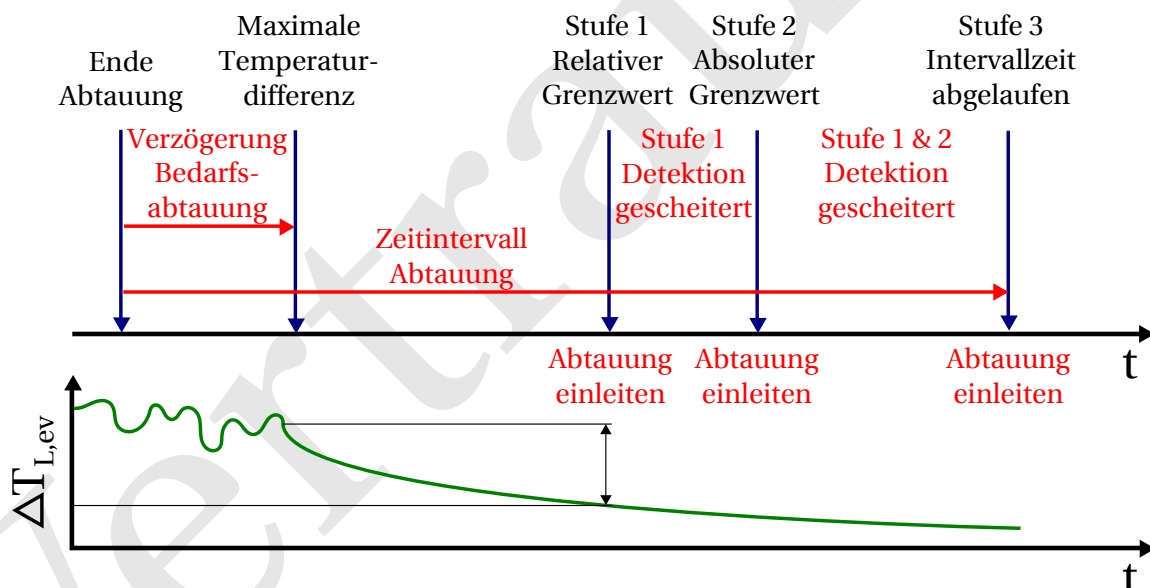 Ende
Abtauung
Maximale
Temperatur-
differenz
Stufe 1
Relativer
Grenzwert
Stufe 2
Absoluter
Grenzwert
Stufe 3
Intervallzeit
abgelaufen
Verzögerung
Bedarfs-
abtauung
Stufe 1
Detektion
gescheitert
Stufe 1 & 2
Detektion
gescheitert
Zeitintervall
Abtauung
t
Abtauung
einleiten
Abtauung
einleiten
Abtauung
einleiten
ΔT L,ev
t